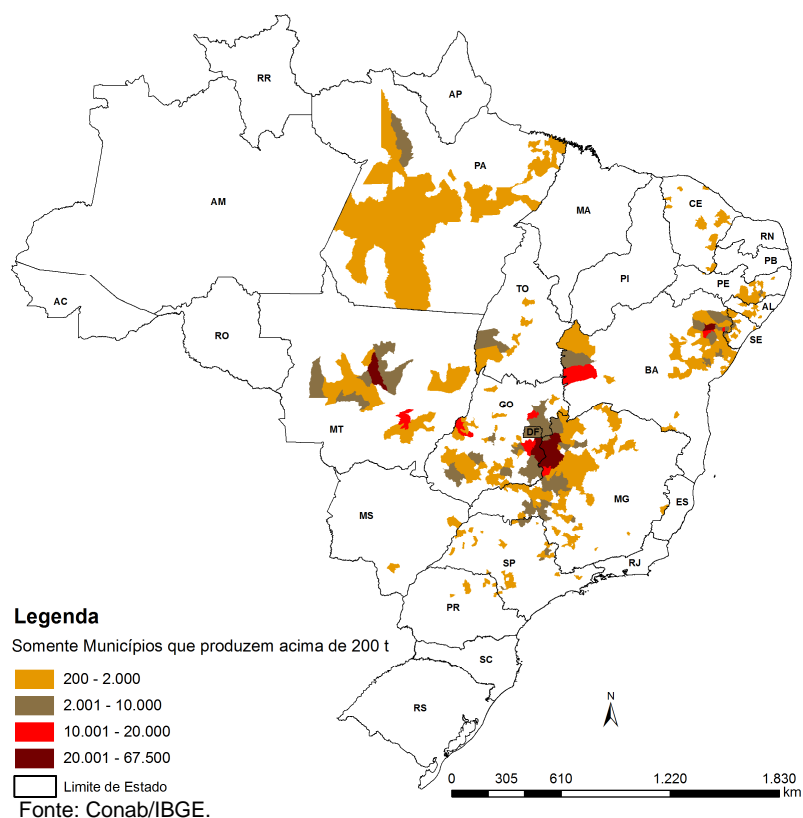 RR
AP
AM
PA
MA
CE
RN
PB
PE
AL
SE
PI
TO
AC
RO
BA
MT
GO
DF
MG
ES
MS
SP
RJ
PR
SC
RS
Legenda
Somente Municípios que produzem acima de 200 t
200 - 2.000
2.001 - 10.000
10.001 - 20.000
20.001 - 67.500
Limite de Estado
Fonte: Conab/IBGE.
N
0 305 610 1.220 1.830
km